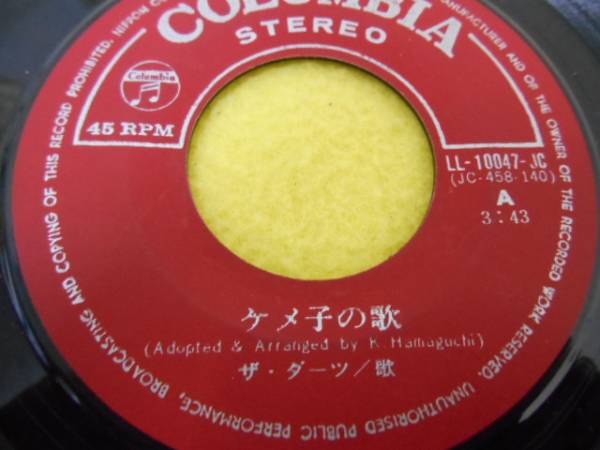 COLUMBIA
STEREO
Columbia
45 RPM
LL-10047-JC
(JC-458-140)
A
3:43
ケメ子の歌
(Adopted & Arranged by K. Hamaguchi)
ザ・ダーツ/歌
MANUFACTURER AND OF THE OWNER OF THE RECORDED WORK RESERVED. UNAUTHORISED PUBLIC PERFORMANCE, BROADCASTING AND COPYING OF THIS RECORD PROHIBITED. NIPPON